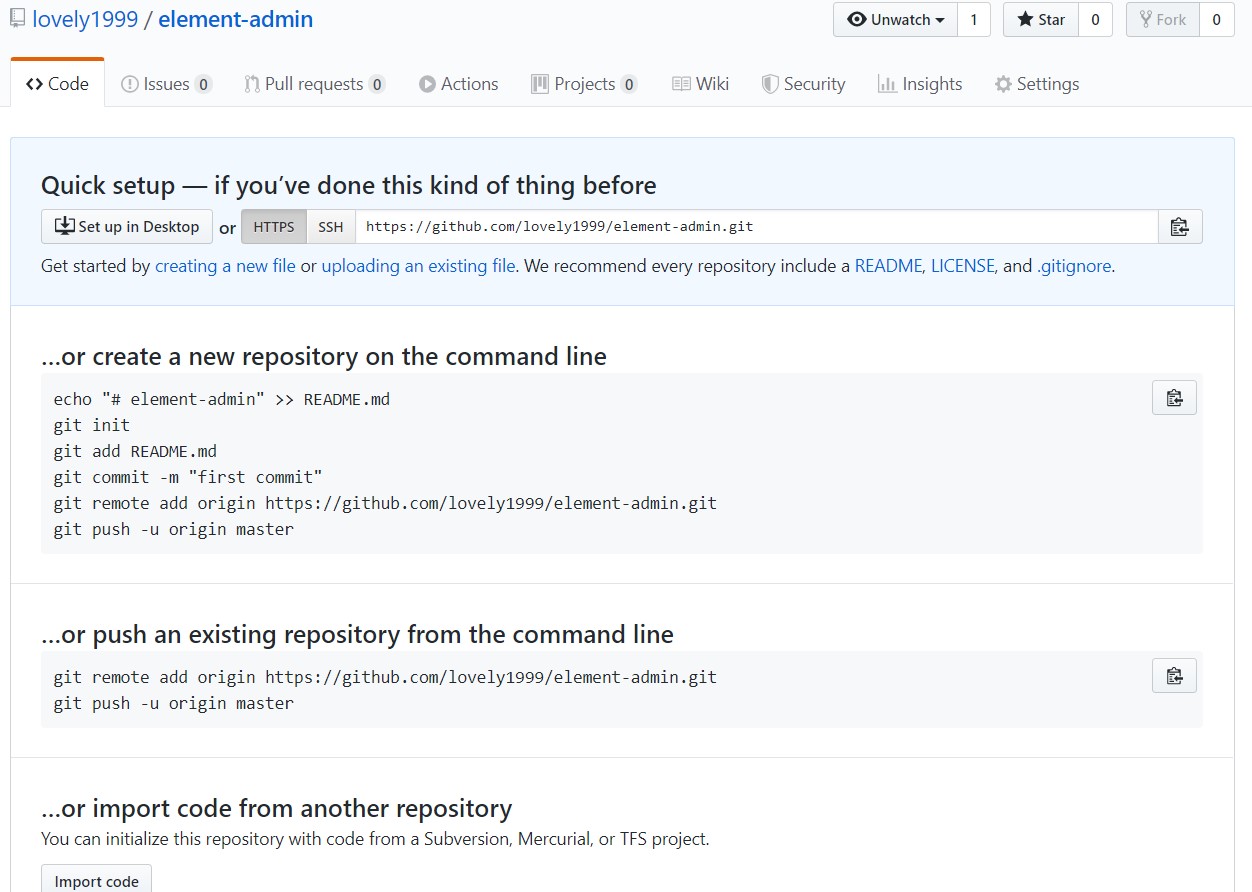 lovely1999 / element-admin
Unwatch 1 Star 0 Fork 0
Code Issues 0 Pull requests 0 Actions Projects 0 Wiki Security Insights Settings
Quick setup — if you’ve done this kind of thing before
Set up in Desktop or HTTPS SSH https://github.com/lovely1999/element-admin.git
Get started by creating a new file or uploading an existing file. We recommend every repository include a README, LICENSE, and .gitignore.
…or create a new repository on the command line
echo "# element-admin" >> README.md
git init
git add README.md
git commit -m "first commit"
git remote add origin https://github.com/lovely1999/element-admin.git
git push -u origin master
…or push an existing repository from the command line
git remote add origin https://github.com/lovely1999/element-admin.git
git push -u origin master
…or import code from another repository
You can initialize this repository with code from a Subversion, Mercurial, or TFS project.
Import code